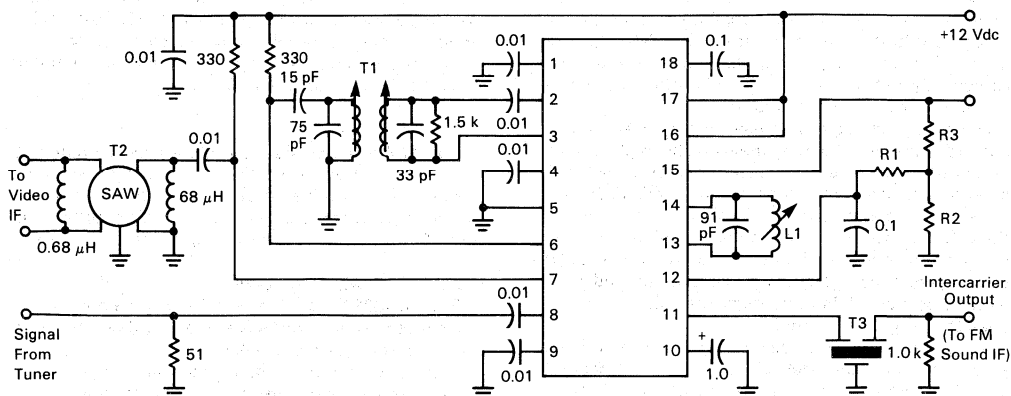 +12 Vdc
0.01
330
330
15 pF
T1
0.01
1
18
0.1
75
pF
33 pF
1.5 k
2
0.01
17
3
16
0.01
4
15
5
14
91
pF
L1
13
6
12
7
R3
R1
R2
0.1
0.01
T2
SAW
To
Video
IF
0.68 μH
68 μH
Signal
From
Tuner
51
0.01
8
11
9
0.01
10
+
1.0
T3
1.0 k
Intercarrier
Output
(To FM
Sound IF)